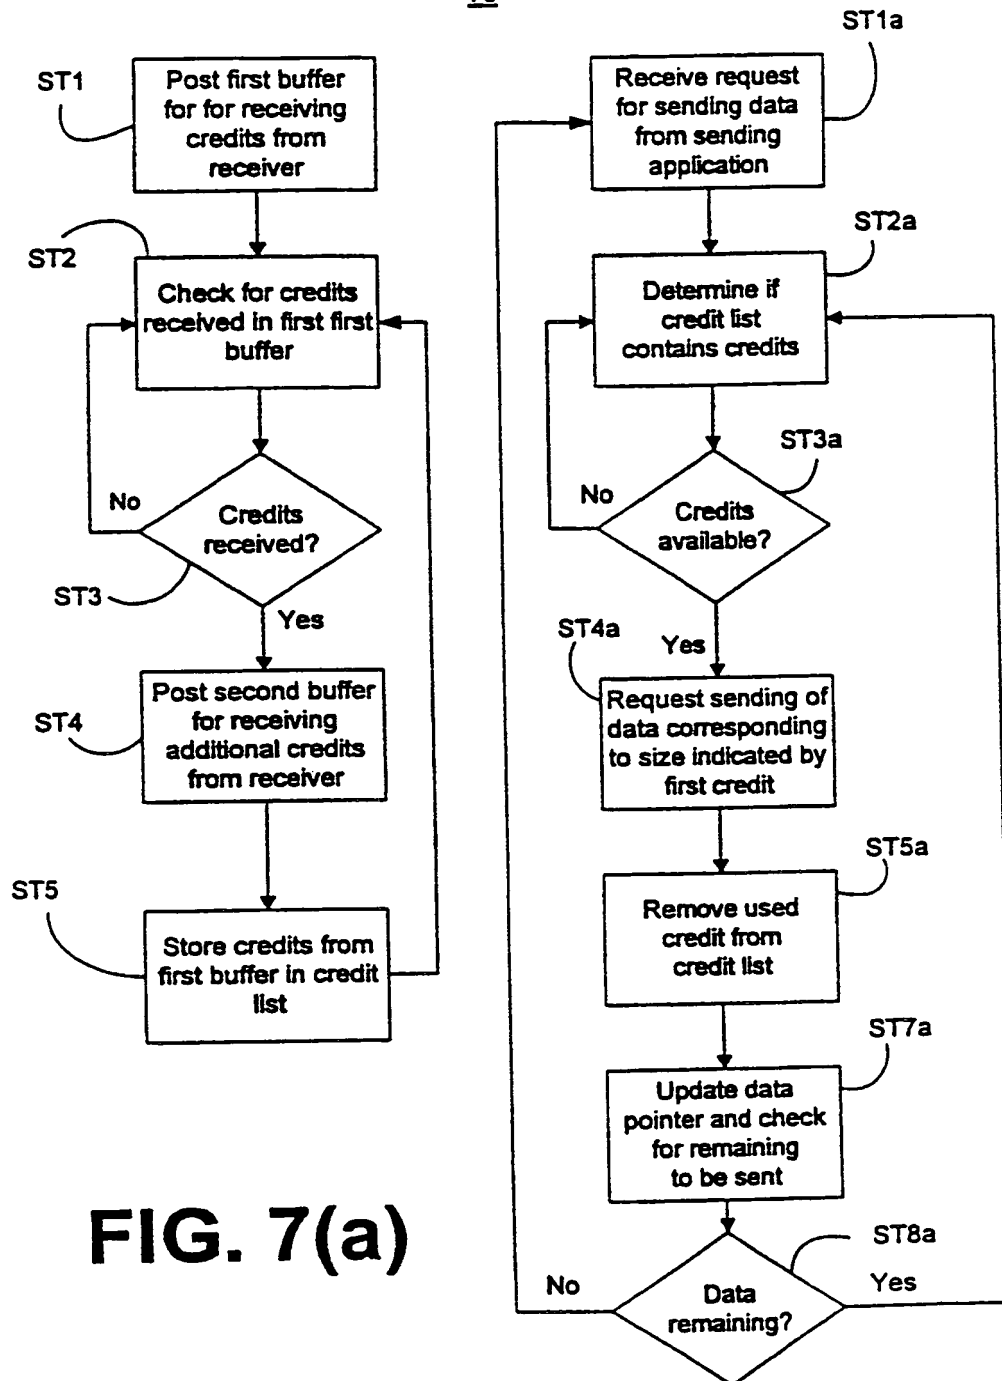 ST1
Post first buffer
for for receiving
credits from
receiver
ST2
Check for credits
received in first first
buffer
No
Credits
received?
ST3
Yes
ST4
Post second buffer
for receiving
additional credits
from receiver
ST5
Store credits from
first buffer in credit
list
ST1a
Receive request
for sending data
from sending
application
ST2a
Determine if
credit list
contains credits
ST3a
No
Credits
available?
ST4a
Yes
Request sending of
data corresponding
to size indicated by
first credit
ST5a
Remove used
credit from
credit list
ST7a
Update data
pointer and check
for remaining
to be sent
ST8a
No
Data
remaining?
Yes
FIG. 7(a)